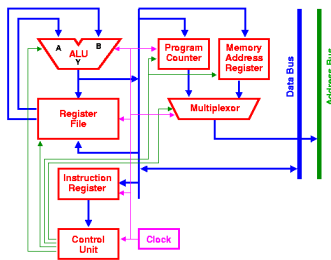 A
B
ALU
Y
Program
Counter
Memory
Address
Register
Multiplexor
Register
File
Instruction
Register
Control
Unit
Clock
Data Bus
Address Bus